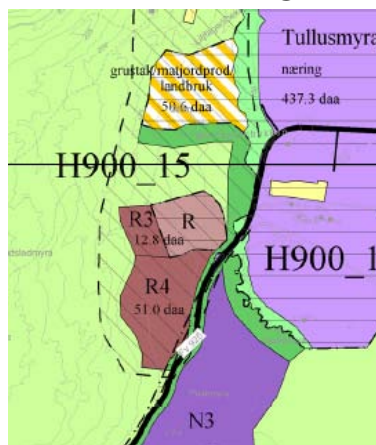 Tullusmyra
næring
437.3 daa
grustak/matjordprod/
landbruk
50.6 daa
H900_15
R3
R
12.8 daa
H900_1
R4
51.0 daa
N3